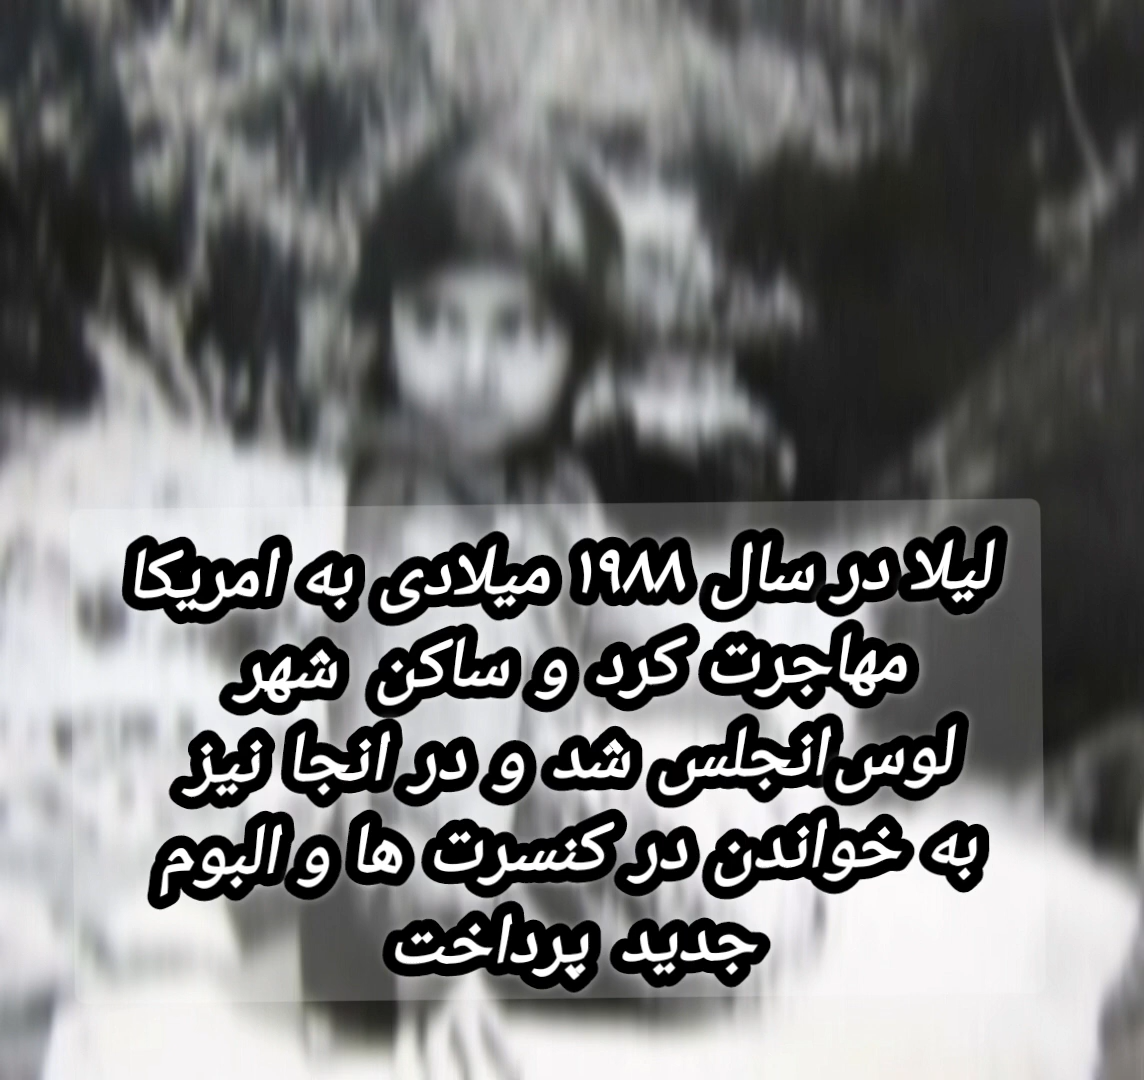 لیلا در سال ۱۹۸۸ میلادی به امریکا
مهاجرت کرد و ساکن شهر
لوس‌انجلس شد و در انجا نیز
به خواندن در کنسرت ها و البوم
جدید پرداخت